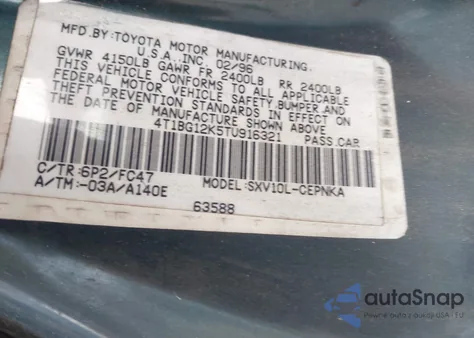 MFD.BY:TOYOTA MOTOR MANUFACTURING.
U.S.A., INC. 02/96
GVWR 4150LB GAWR FR 2400LB RR 2400LB
THIS VEHICLE CONFORMS TO ALL APPLICABLE
FEDERAL MOTOR VEHICLE SAFETY,BUMPER AND
THEFT PREVENTION STANDARDS IN EFFECT ON
THE DATE OF MANUFACTURE SHOWN ABOVE.
4T1BG12K5TU916321 PASS.CAR
C/TR:6P2/FC47
A/TM:-03A/A140E MODEL:SXV10L-CEPNKA
63588
autoSnap